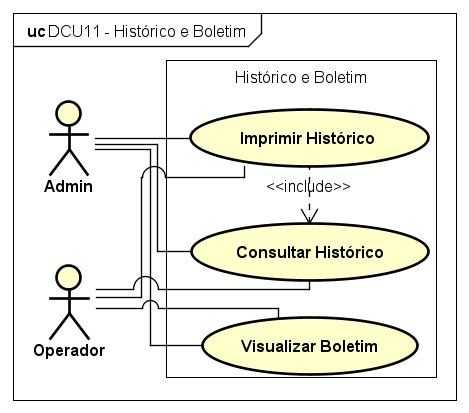 uc DCU11 - Histórico e Boletim
Histórico e Boletim
Imprimir Histórico
Admin
<<include>>
Consultar Histórico
Operador
Visualizar Boletim